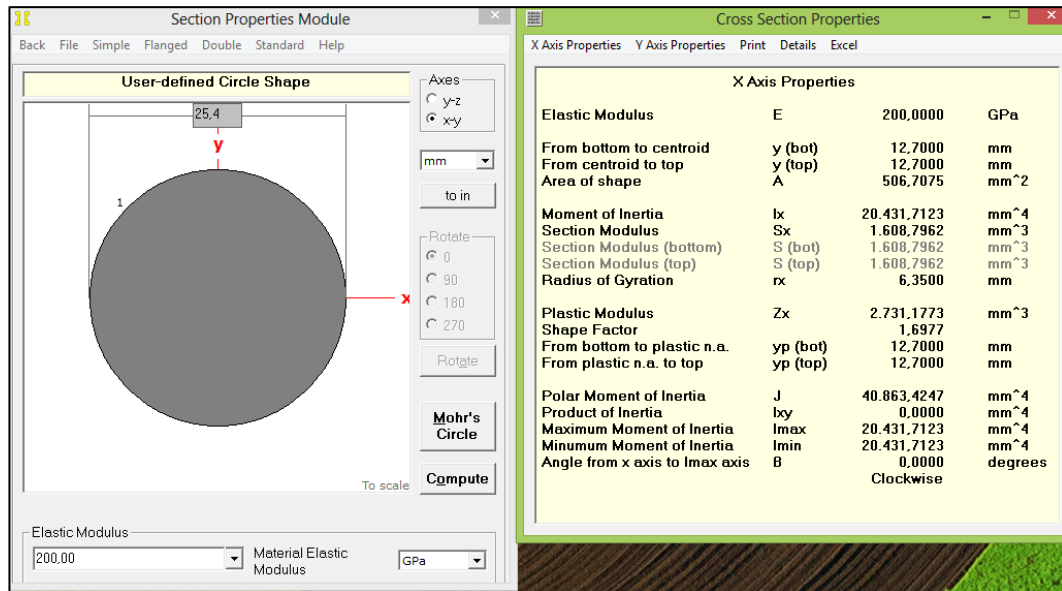 Section Properties Module
Back File Simple Flanged Double Standard Help
User-defined Circle Shape
25,4
y
1
x
To scale
Axes
y-z
x-y
mm
to in
Rotate
0
90
180
270
Rotate
Mohr's
Circle
Compute
Elastic Modulus
200,00
Material Elastic
Modulus
GPa
Cross Section Properties
X Axis Properties Y Axis Properties Print Details Excel
X Axis Properties
Elastic Modulus E 200,0000 GPa
From bottom to centroid y (bot) 12,7000 mm
From centroid to top y (top) 12,7000 mm
Area of shape A 506,7075 mm^2
Moment of Inertia Ix 20.431,7123 mm^4
Section Modulus Sx 1.608,7962 mm^3
Section Modulus (bottom) S (bot) 1.608,7962 mm^3
Section Modulus (top) S (top) 1.608,7962 mm^3
Radius of Gyration rx 6,3500 mm
Plastic Modulus Zx 2.731,1773 mm^3
Shape Factor 1,6977
From bottom to plastic n.a. yp (bot) 12,7000 mm
From plastic n.a. to top yp (top) 12,7000 mm
Polar Moment of Inertia J 40.863,4247 mm^4
Product of Inertia Ixy 0,0000 mm^4
Maximum Moment of Inertia Imax 20.431,7123 mm^4
Minumum Moment of Inertia Imin 20.431,7123 mm^4
Angle from x axis to Imax axis B 0,0000 degrees
Clockwise